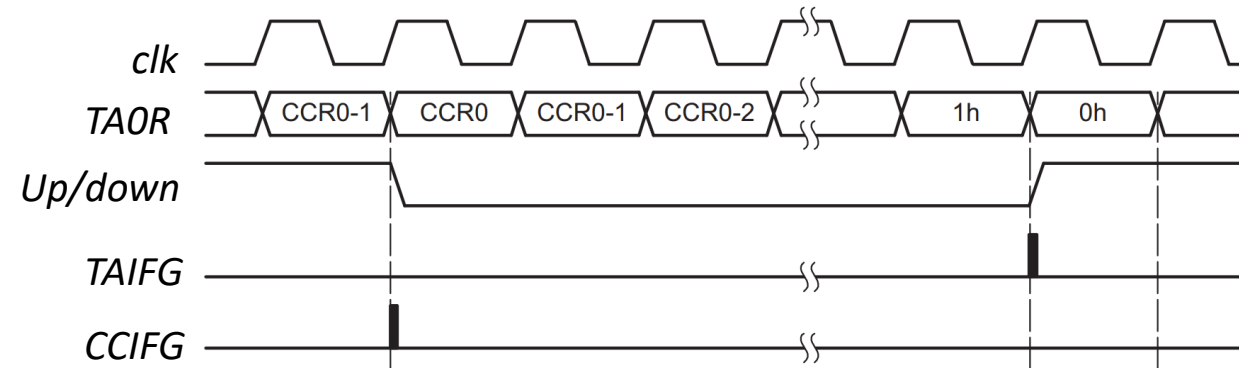 clk
TA0R CCR0-1 CCR0 CCR0-1 CCR0-2 1h 0h
Up/down
TAIFG
CCIFG